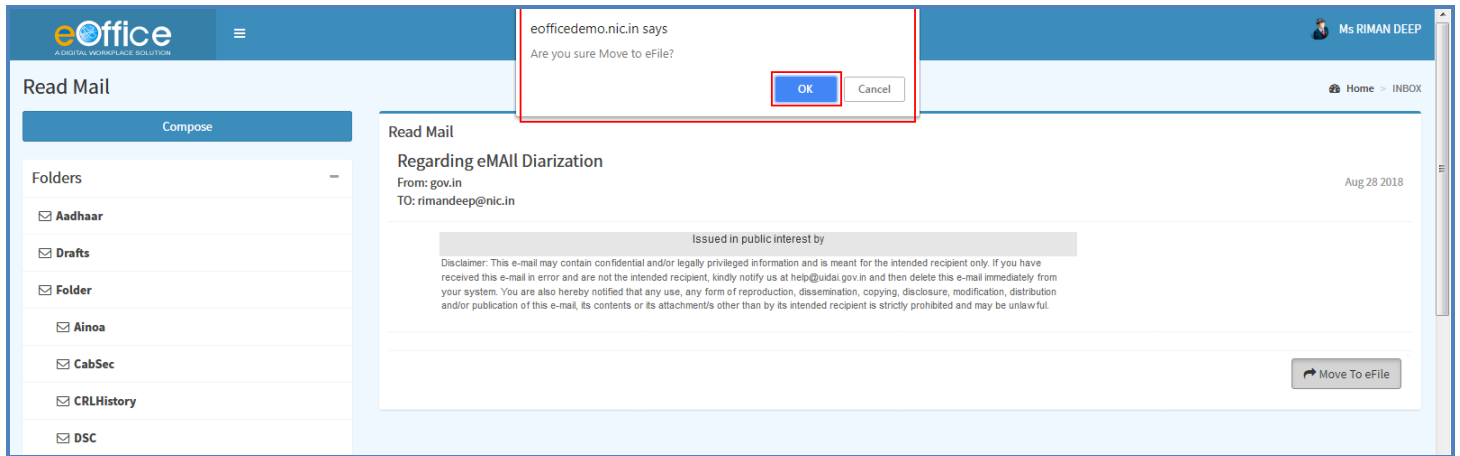 eOffice
A DIGITAL WORKPLACE SOLUTION
eofficedemo.nic.in says
Are you sure Move to eFile?
OK
Cancel
Ms RIMAN DEEP
Read Mail
Home > INBOX
Compose
Folders
Aadhaar
Drafts
Folder
Ainoa
CabSec
CRLHistory
DSC
Read Mail
Regarding eMAIl Diarization
From: gov.in
Aug 28 2018
TO: rimandeep@nic.in
Issued in public interest by
Disclaimer: This e-mail may contain confidential and/or legally privileged information and is meant for the intended recipient only. If you have
received this e-mail in error and are not the intended recipient, kindly notify us at help@uidai.gov.in and then delete this e-mail immediately from
your system. You are also hereby notified that any use, any form of reproduction, dissemination, copying, disclosure, modification, distribution
and/or publication of this e-mail, its contents or its attachment/s other than by its intended recipient is strictly prohibited and may be unlawful.
Move To eFile